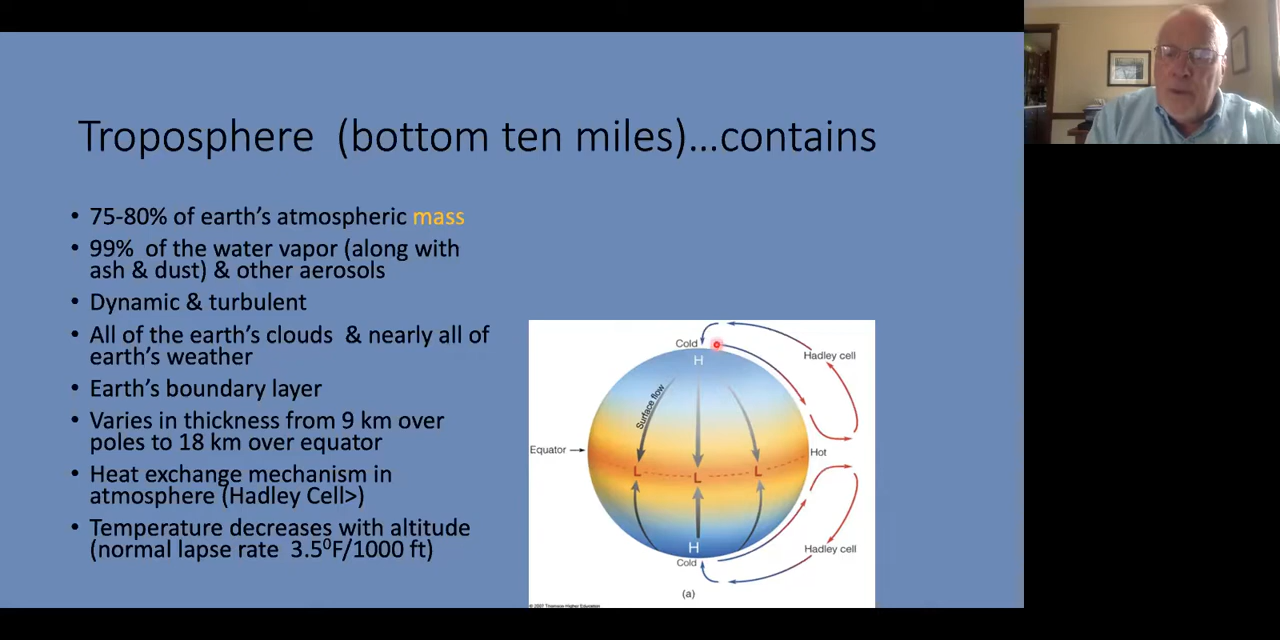 Troposphere (bottom ten miles)...contains
• 75-80% of earth's atmospheric mass
• 99% of the water vapor (along with
ash & dust) & other aerosols
• Dynamic & turbulent
• All of the earth's clouds & nearly all of
earth's weather
• Earth's boundary layer
• Varies in thickness from 9 km over
poles to 18 km over equator
• Heat exchange mechanism in
atmosphere (Hadley Cell>)
• Temperature decreases with altitude
(normal lapse rate 3.5⁰F/1000 ft)
Cold
H
Hadley cell
Surface flow
Equator
Hot
L
L
L
H
Hadley cell
Cold
(a)
© 2007 Thomson Higher Education